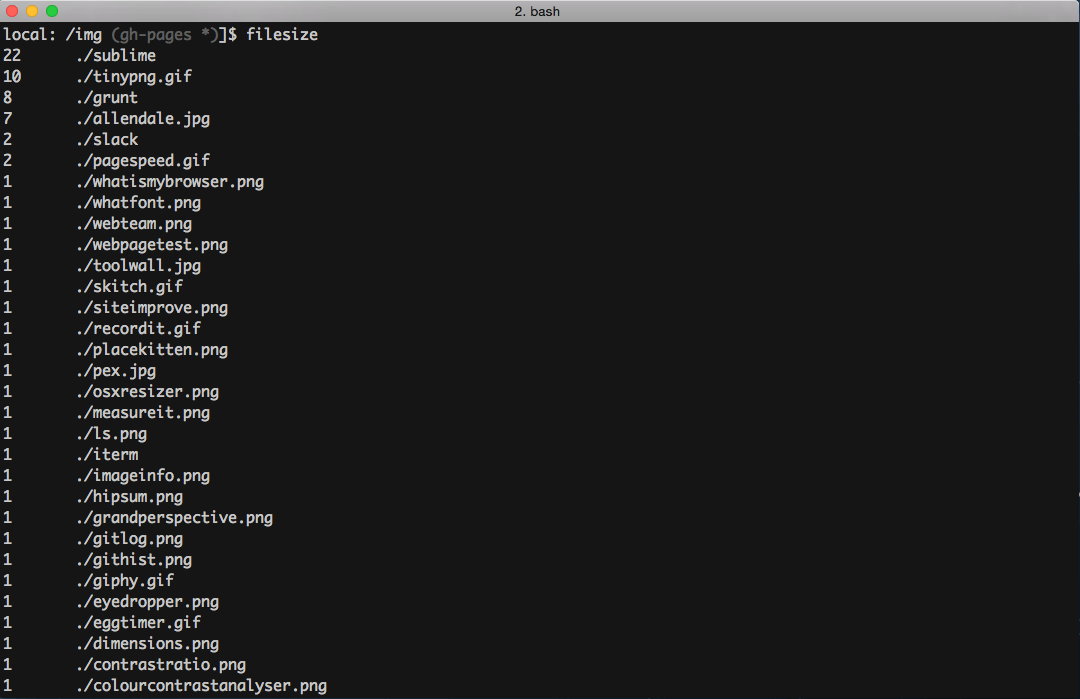 2. bash
local: /img (gh-pages *)]$ filesize
22 ./sublime
10 ./tinypng.gif
8 ./grunt
7 ./allendale.jpg
2 ./slack
2 ./pagespeed.gif
1 ./whatismybrowser.png
1 ./whatfont.png
1 ./webteam.png
1 ./webpagetest.png
1 ./toolwall.jpg
1 ./skitch.gif
1 ./siteimprove.png
1 ./recordit.gif
1 ./placekitten.png
1 ./pex.jpg
1 ./osxresizer.png
1 ./measureit.png
1 ./ls.png
1 ./iterm
1 ./imageinfo.png
1 ./hipsum.png
1 ./grandperspective.png
1 ./gitlog.png
1 ./githist.png
1 ./giphy.gif
1 ./eyedropper.png
1 ./eggtimer.gif
1 ./dimensions.png
1 ./contrastratio.png
1 ./colourcontrastanalyser.png